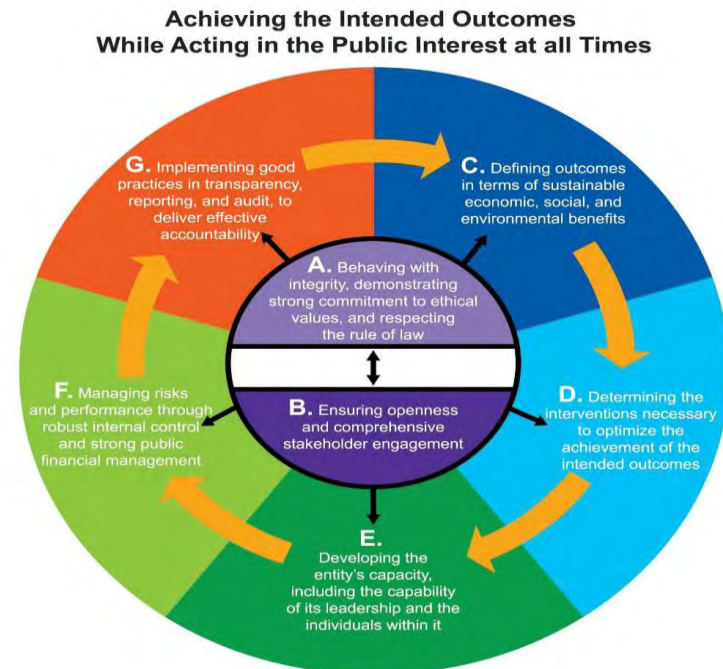 Achieving the Intended Outcomes
While Acting in the Public Interest at all Times
G. Implementing good
practices in transparency,
reporting, and audit, to
deliver effective
accountability
C. Defining outcomes
in terms of sustainable
economic, social, and
environmental benefits
A. Behaving with
integrity, demonstrating
strong commitment to ethical
values, and respecting
the rule of law
B. Ensuring openness
and comprehensive
stakeholder engagement
F. Managing risks
and performance through
robust internal control
and strong public
financial management
D. Determining the
interventions necessary
to optimize the
achievement of the
intended outcomes
E.
Developing the
entity's capacity,
including the capability
of its leadership and the
individuals within it